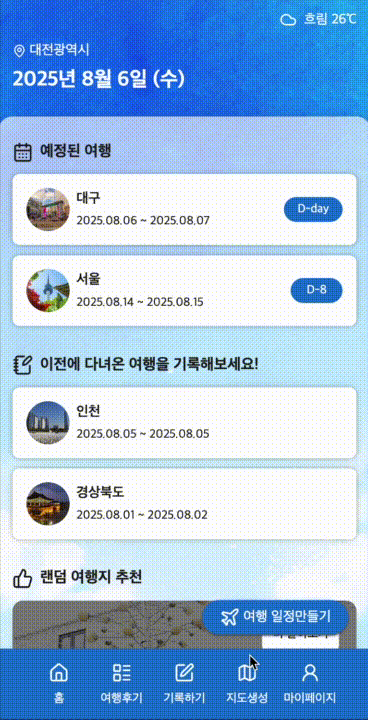 흐림 26℃
대전광역시
2025년 8월 6일 (수)
예정된 여행
대구
2025.08.06 ~ 2025.08.07
D-day
서울
2025.08.14 ~ 2025.08.15
D-8
이전에 다녀온 여행을 기록해보세요!
인천
2025.08.05 ~ 2025.08.05
경상북도
2025.08.01 ~ 2025.08.02
랜덤 여행지 추천
여행 일정만들기
홈
여행후기
기록하기
지도생성
마이페이지